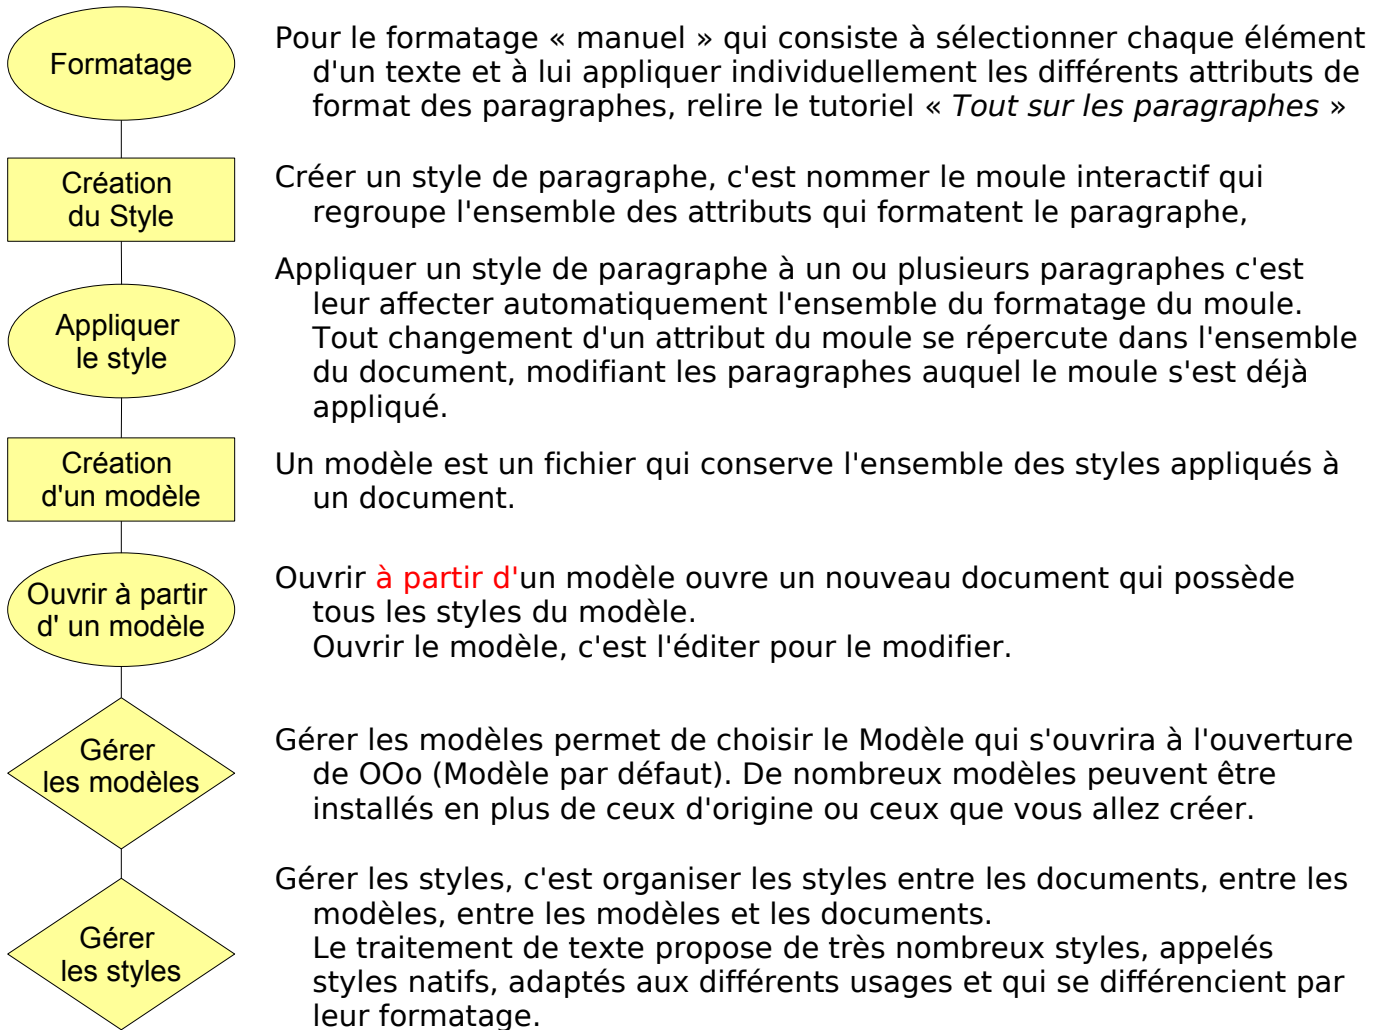 Formatage
Pour le formatage « manuel » qui consiste à sélectionner chaque élément
d'un texte et à lui appliquer individuellement les différents attributs de
format des paragraphes, relire le tutoriel « Tout sur les paragraphes »
Création
du Style
Créer un style de paragraphe, c'est nommer le moule interactif qui
regroupe l'ensemble des attributs qui formatent le paragraphe,
Appliquer
le style
Appliquer un style de paragraphe à un ou plusieurs paragraphes c'est
leur affecter automatiquement l'ensemble du formatage du moule.
Tout changement d'un attribut du moule se répercute dans l'ensemble
du document, modifiant les paragraphes auquel le moule s'est déjà
appliqué.
Création
d'un modèle
Un modèle est un fichier qui conserve l'ensemble des styles appliqués à
un document.
Ouvrir à partir
d' un modèle
Ouvrir à partir d'un modèle ouvre un nouveau document qui possède
tous les styles du modèle.
Ouvrir le modèle, c'est l'éditer pour le modifier.
Gérer
les modèles
Gérer les modèles permet de choisir le Modèle qui s'ouvrira à l'ouverture
de OOo (Modèle par défaut). De nombreux modèles peuvent être
installés en plus de ceux d'origine ou ceux que vous allez créer.
Gérer
les styles
Gérer les styles, c'est organiser les styles entre les documents, entre les
modèles, entre les modèles et les documents.
Le traitement de texte propose de très nombreux styles, appelés
styles natifs, adaptés aux différents usages et qui se différencient par
leur formatage.